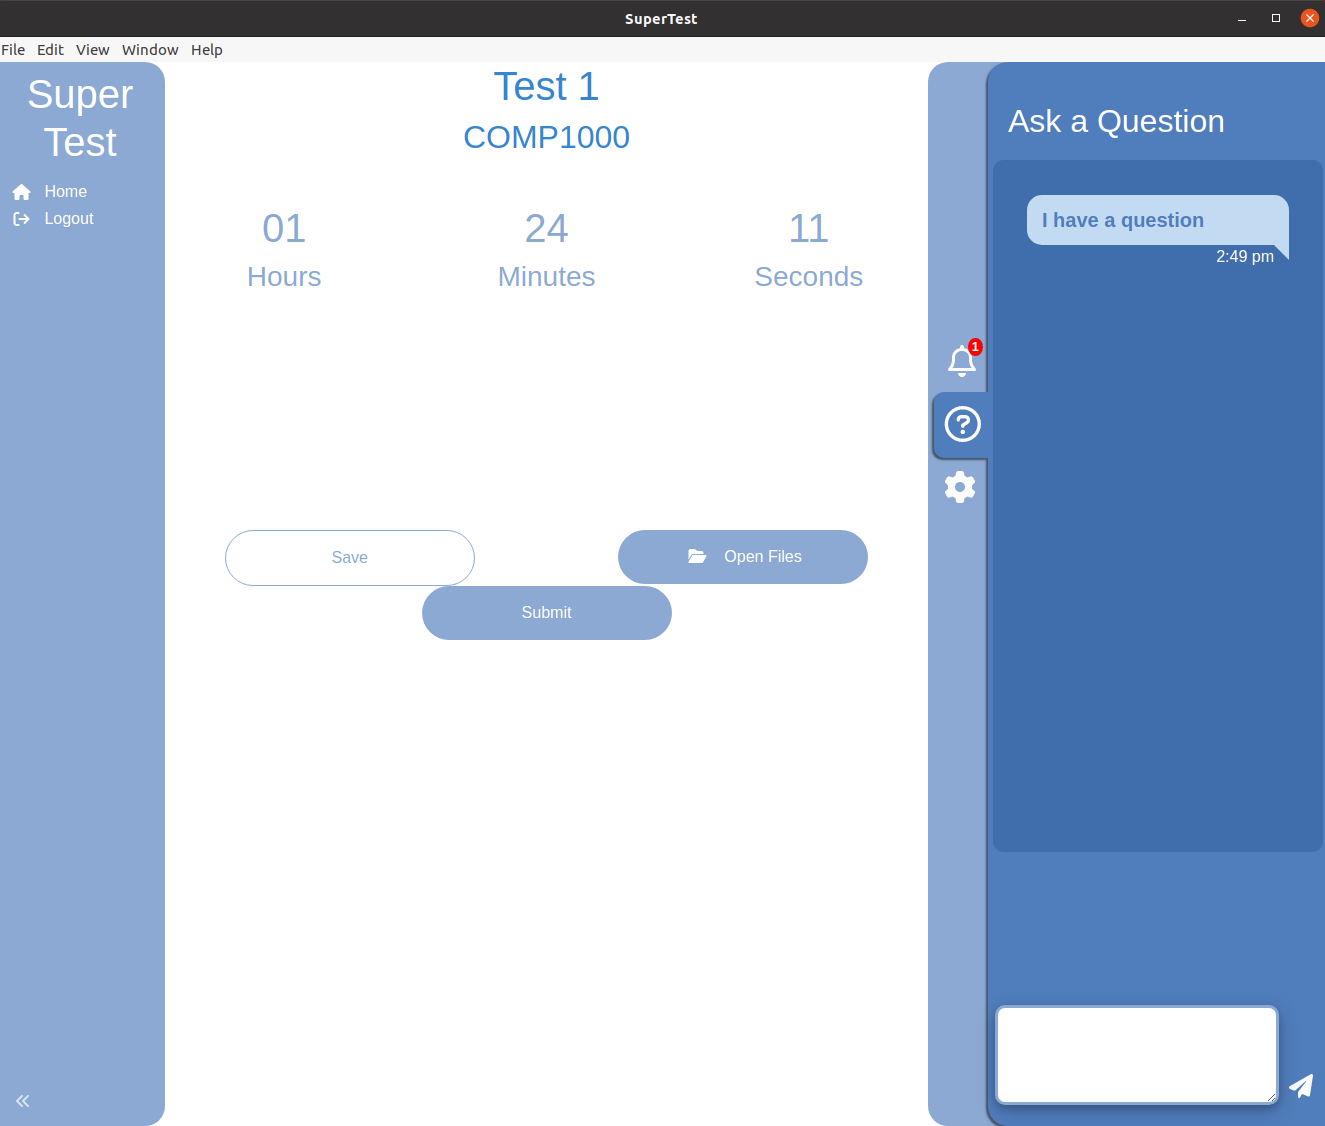 SuperTest
File Edit View Window Help
Super
Test
Home
Logout
Test 1
COMP1000
01 24 11
Hours Minutes Seconds
Save
Open Files
Submit
1
Ask a Question
I have a question
2:49 pm